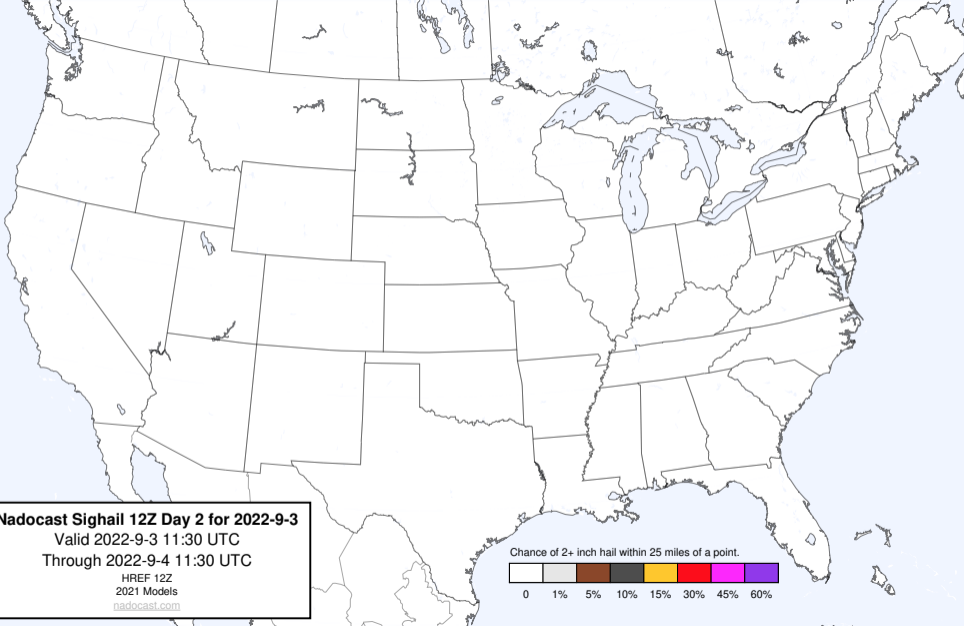 Nadocast Sighail 12Z Day 2 for 2022-9-3
Valid 2022-9-3 11:30 UTC
Through 2022-9-4 11:30 UTC
HREF 12Z
2021 Models
nadocast.com
Chance of 2+ inch hail within 25 miles of a point.
0 1% 5% 10% 15% 30% 45% 60%